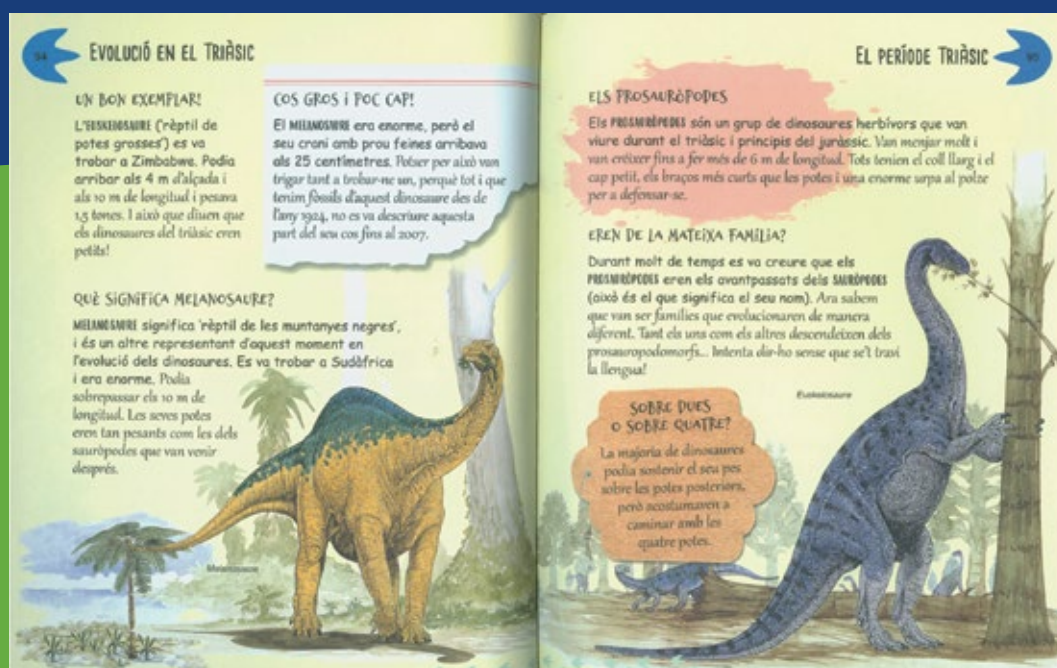 94
EVOLUCIÓ EN EL TRIÀSIC
UN BON EXEMPLAR!
L'EUSKELOSAURE ('rèptil de
potes grosses') es va
trobar a Zimbabwe. Podia
arribar als 4 m d'alçada i
als 10 m de longitud i pesava
1,5 tones. I això que diuen que
els dinosaures del triàsic eren
petits!
COS GROS i POC CAP!
El MELANOSAURE era enorme, però el
seu crani amb prou feines arribava
als 25 centímetres. Potser per això van
trigar tant a trobar-ne un, perquè tot i que
tenim fòssils d'aquest dinosaure des de
l'any 1924, no es va descriure aquesta
part del seu cos fins al 2007.
QUÈ SiGNiFiCA MELANOSAURE?
MELANOSAURE significa 'rèptil de les muntanyes negres',
i és un altre representant d'aquest moment en
l'evolució dels dinosaures. Es va trobar a Sudàfrica
i era enorme. Podia
sobrepassar els 10 m de
longitud. Les seves potes
eren tan pesants com les dels
sauròpodes que van venir
després.
Melanosaure
EL PERÍODE TRIÀSIC
95
ELS PROSAURÒPODES
Els PROSAURÒPODES són un grup de dinosaures herbívors que van
viure durant el triàsic i principis del juràssic. Van menjar molt i
van créixer fins a fer més de 6 m de longitud. Tots tenien el coll llarg i el
cap petit, els braços més curts que les potes i una enorme urpa al polze
per a defensar-se.
EREN DE LA MATEiXA FAMÍLiA?
Durant molt de temps es va creure que els
PROSAURÒPODES eren els avantpassats dels SAURÒPODES
(això és el que significa el seu nom). Ara sabem
que van ser famílies que evolucionaren de manera
diferent. Tant els uns com els altres descendeixen dels
prosauropodomorfs... Intenta dir-ho sense que se't travi
la llengua!
Euskelosaure
SOBRE DUES
O SOBRE QUATRE?
La majoria de dinosaures
podia sostenir el seu pes
sobre les potes posteriors,
però acostumaven a
caminar amb les
quatre potes.